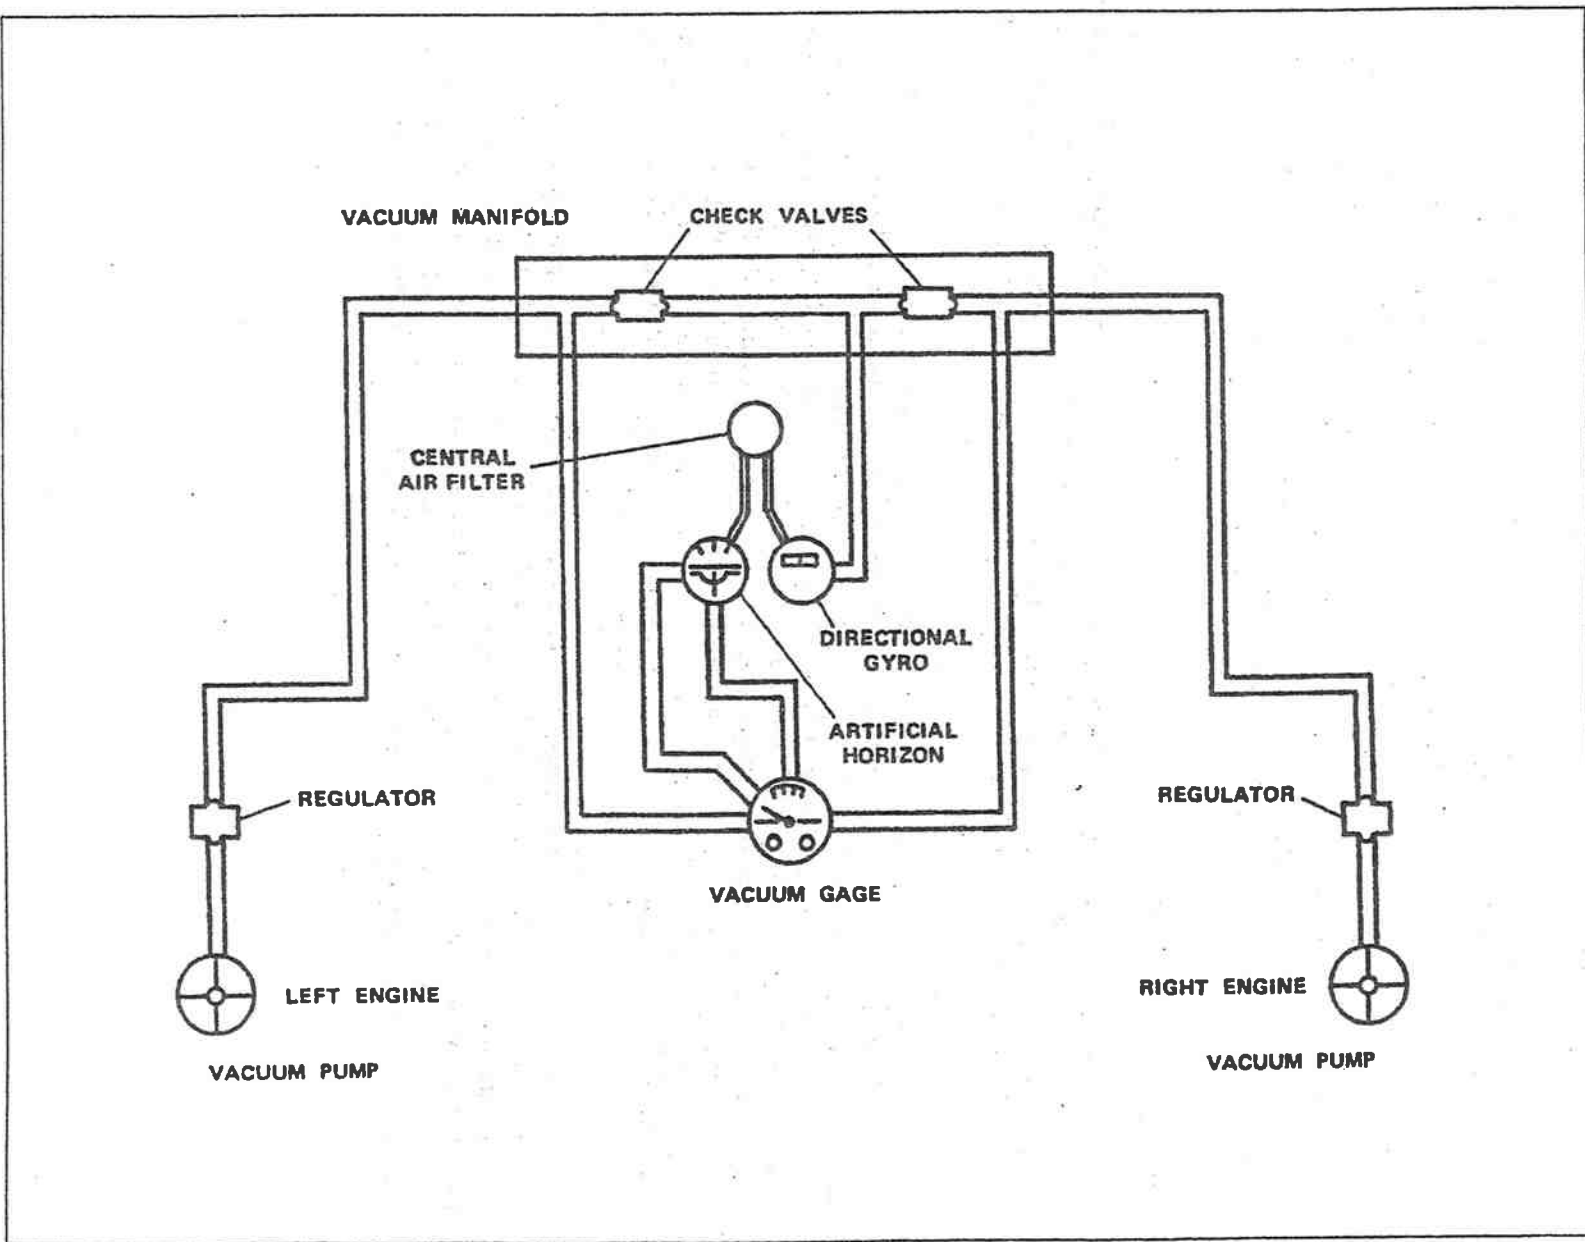 VACUUM MANIFOLD
CHECK VALVES
CENTRAL
AIR FILTER
DIRECTIONAL
GYRO
ARTIFICIAL
HORIZON
REGULATOR
REGULATOR
VACUUM GAGE
LEFT ENGINE
RIGHT ENGINE
VACUUM PUMP
VACUUM PUMP